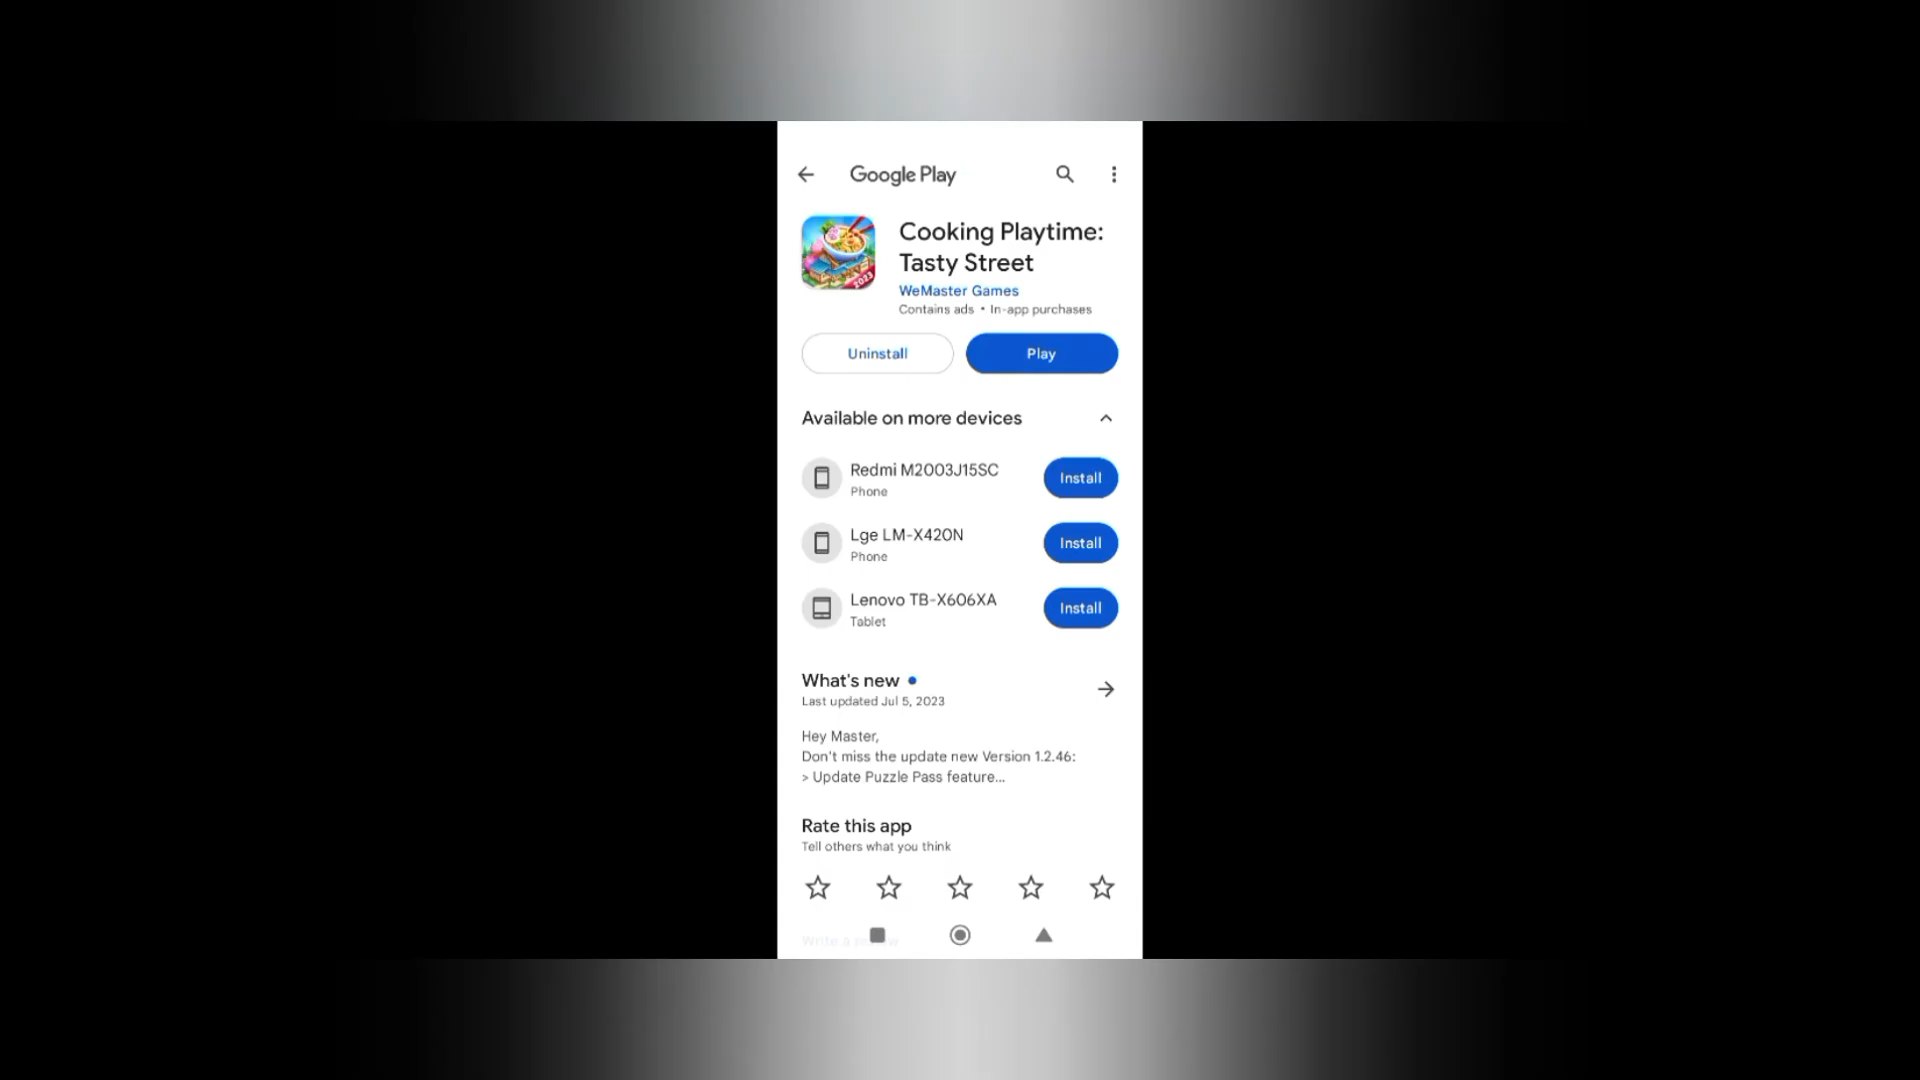 Google Play
2023
Cooking Playtime:
Tasty Street
WeMaster Games
Contains ads • In-app purchases
Uninstall
Play
Available on more devices
Redmi M2003J15SC
Phone
Install
Lge LM-X420N
Phone
Install
Lenovo TB-X606XA
Tablet
Install
What's new
Last updated Jul 5, 2023
Hey Master,
Don't miss the update new Version 1.2.46:
> Update Puzzle Pass feature...
Rate this app
Tell others what you think
Write a review